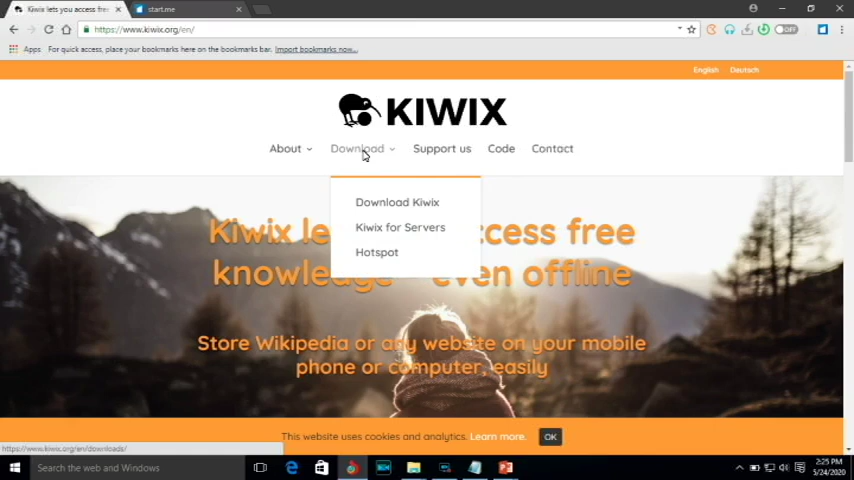 Kiwix lets you access free
start.me
https://www.kiwix.org/en/
OFF
Apps For quick access, place your bookmarks here on the bookmarks bar. Import bookmarks now...
English Deutsch
KIWIX
About Download Support us Code Contact
Download Kiwix
Kiwix for Servers
Hotspot
Kiwix le ccess free
knowledge even offline
Store Wikipedia or any website on your mobile
phone or computer, easily
This website uses cookies and analytics. Learn more. OK
https://www.kiwix.org/en/downloads/
Search the web and Windows
2:25 PM
5/24/2020